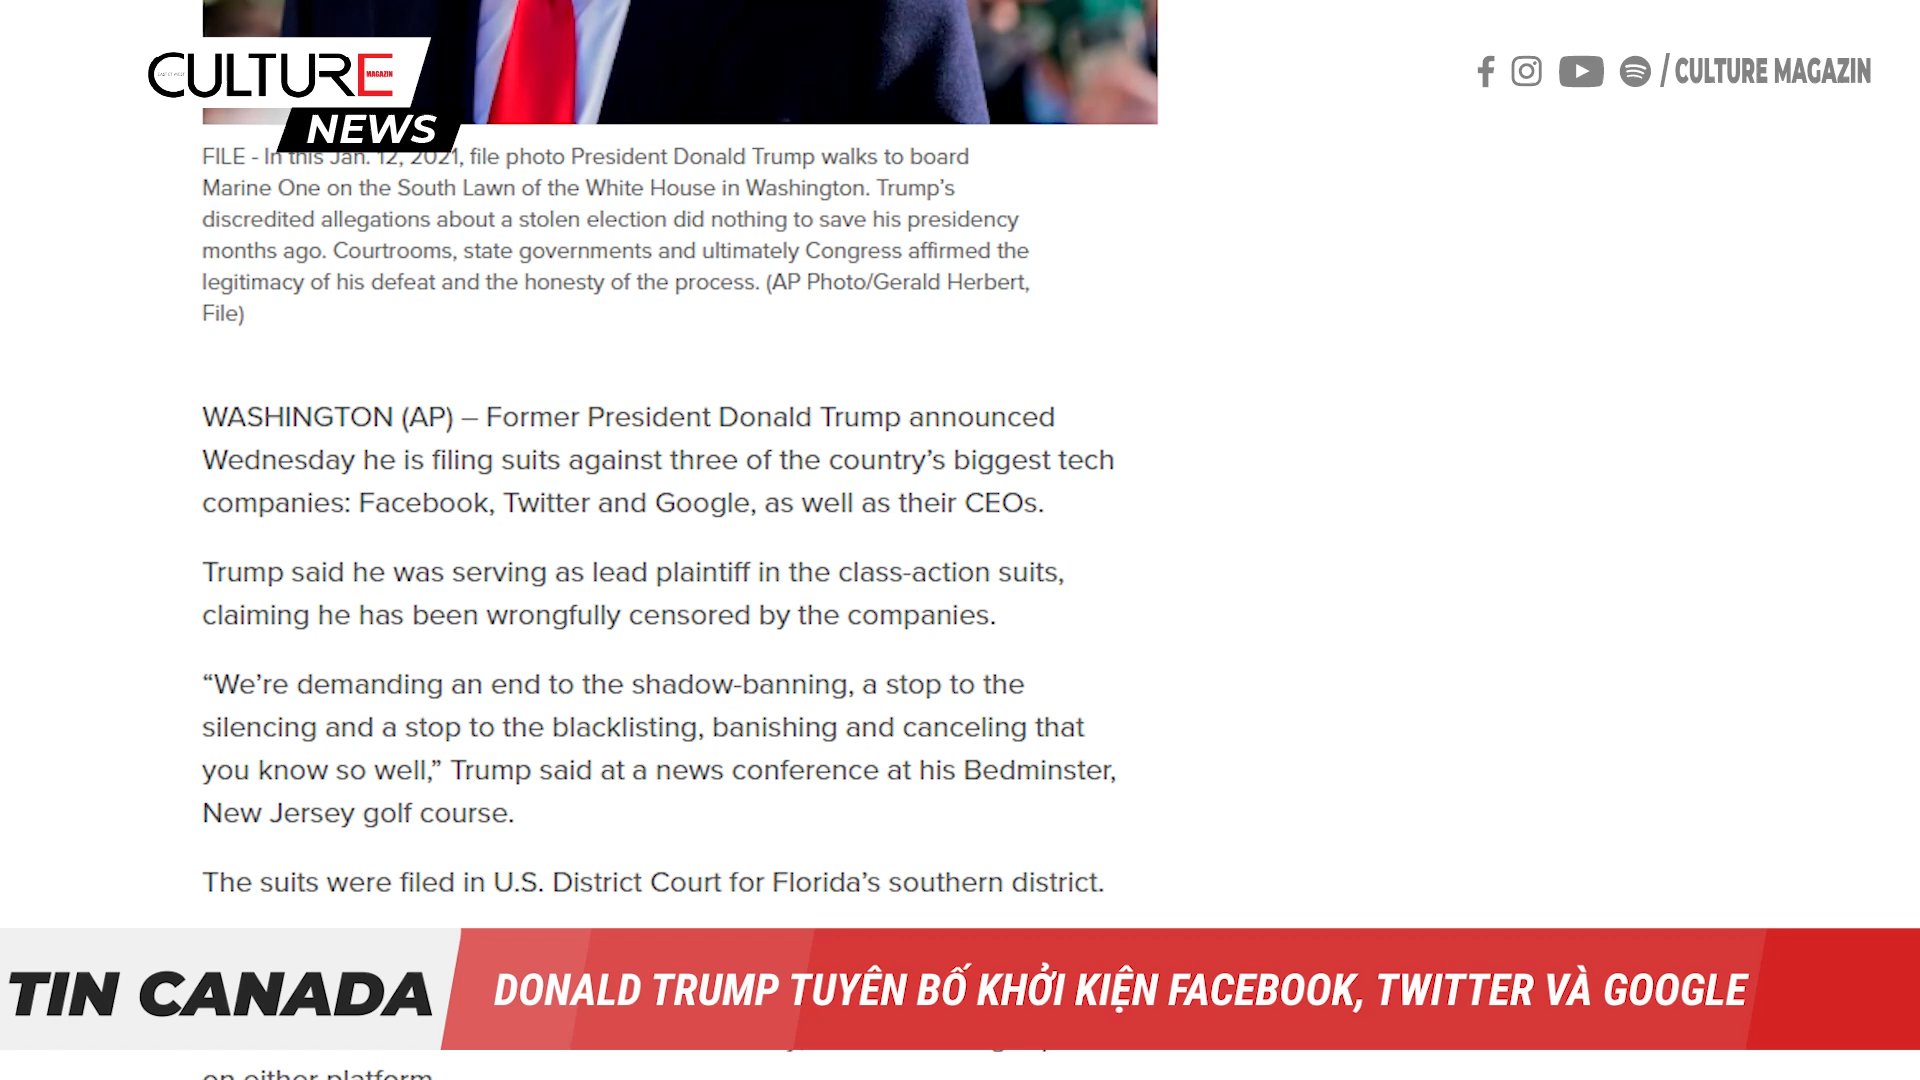 CULTURE
MAGAZIN
NEWS
/ CULTURE MAGAZIN
FILE - In this Jan. 12, 2021, file photo President Donald Trump walks to board
Marine One on the South Lawn of the White House in Washington. Trump’s
discredited allegations about a stolen election did nothing to save his presidency
months ago. Courtrooms, state governments and ultimately Congress affirmed the
legitimacy of his defeat and the honesty of the process. (AP Photo/Gerald Herbert,
File)
WASHINGTON (AP) – Former President Donald Trump announced
Wednesday he is filing suits against three of the country’s biggest tech
companies: Facebook, Twitter and Google, as well as their CEOs.
Trump said he was serving as lead plaintiff in the class-action suits,
claiming he has been wrongfully censored by the companies.
“We’re demanding an end to the shadow-banning, a stop to the
silencing and a stop to the blacklisting, banishing and canceling that
you know so well,” Trump said at a news conference at his Bedminster,
New Jersey golf course.
The suits were filed in U.S. District Court for Florida’s southern district.
TIN CANADA
DONALD TRUMP TUYÊN BỐ KHỞI KIỆN FACEBOOK, TWITTER VÀ GOOGLE
on either platform